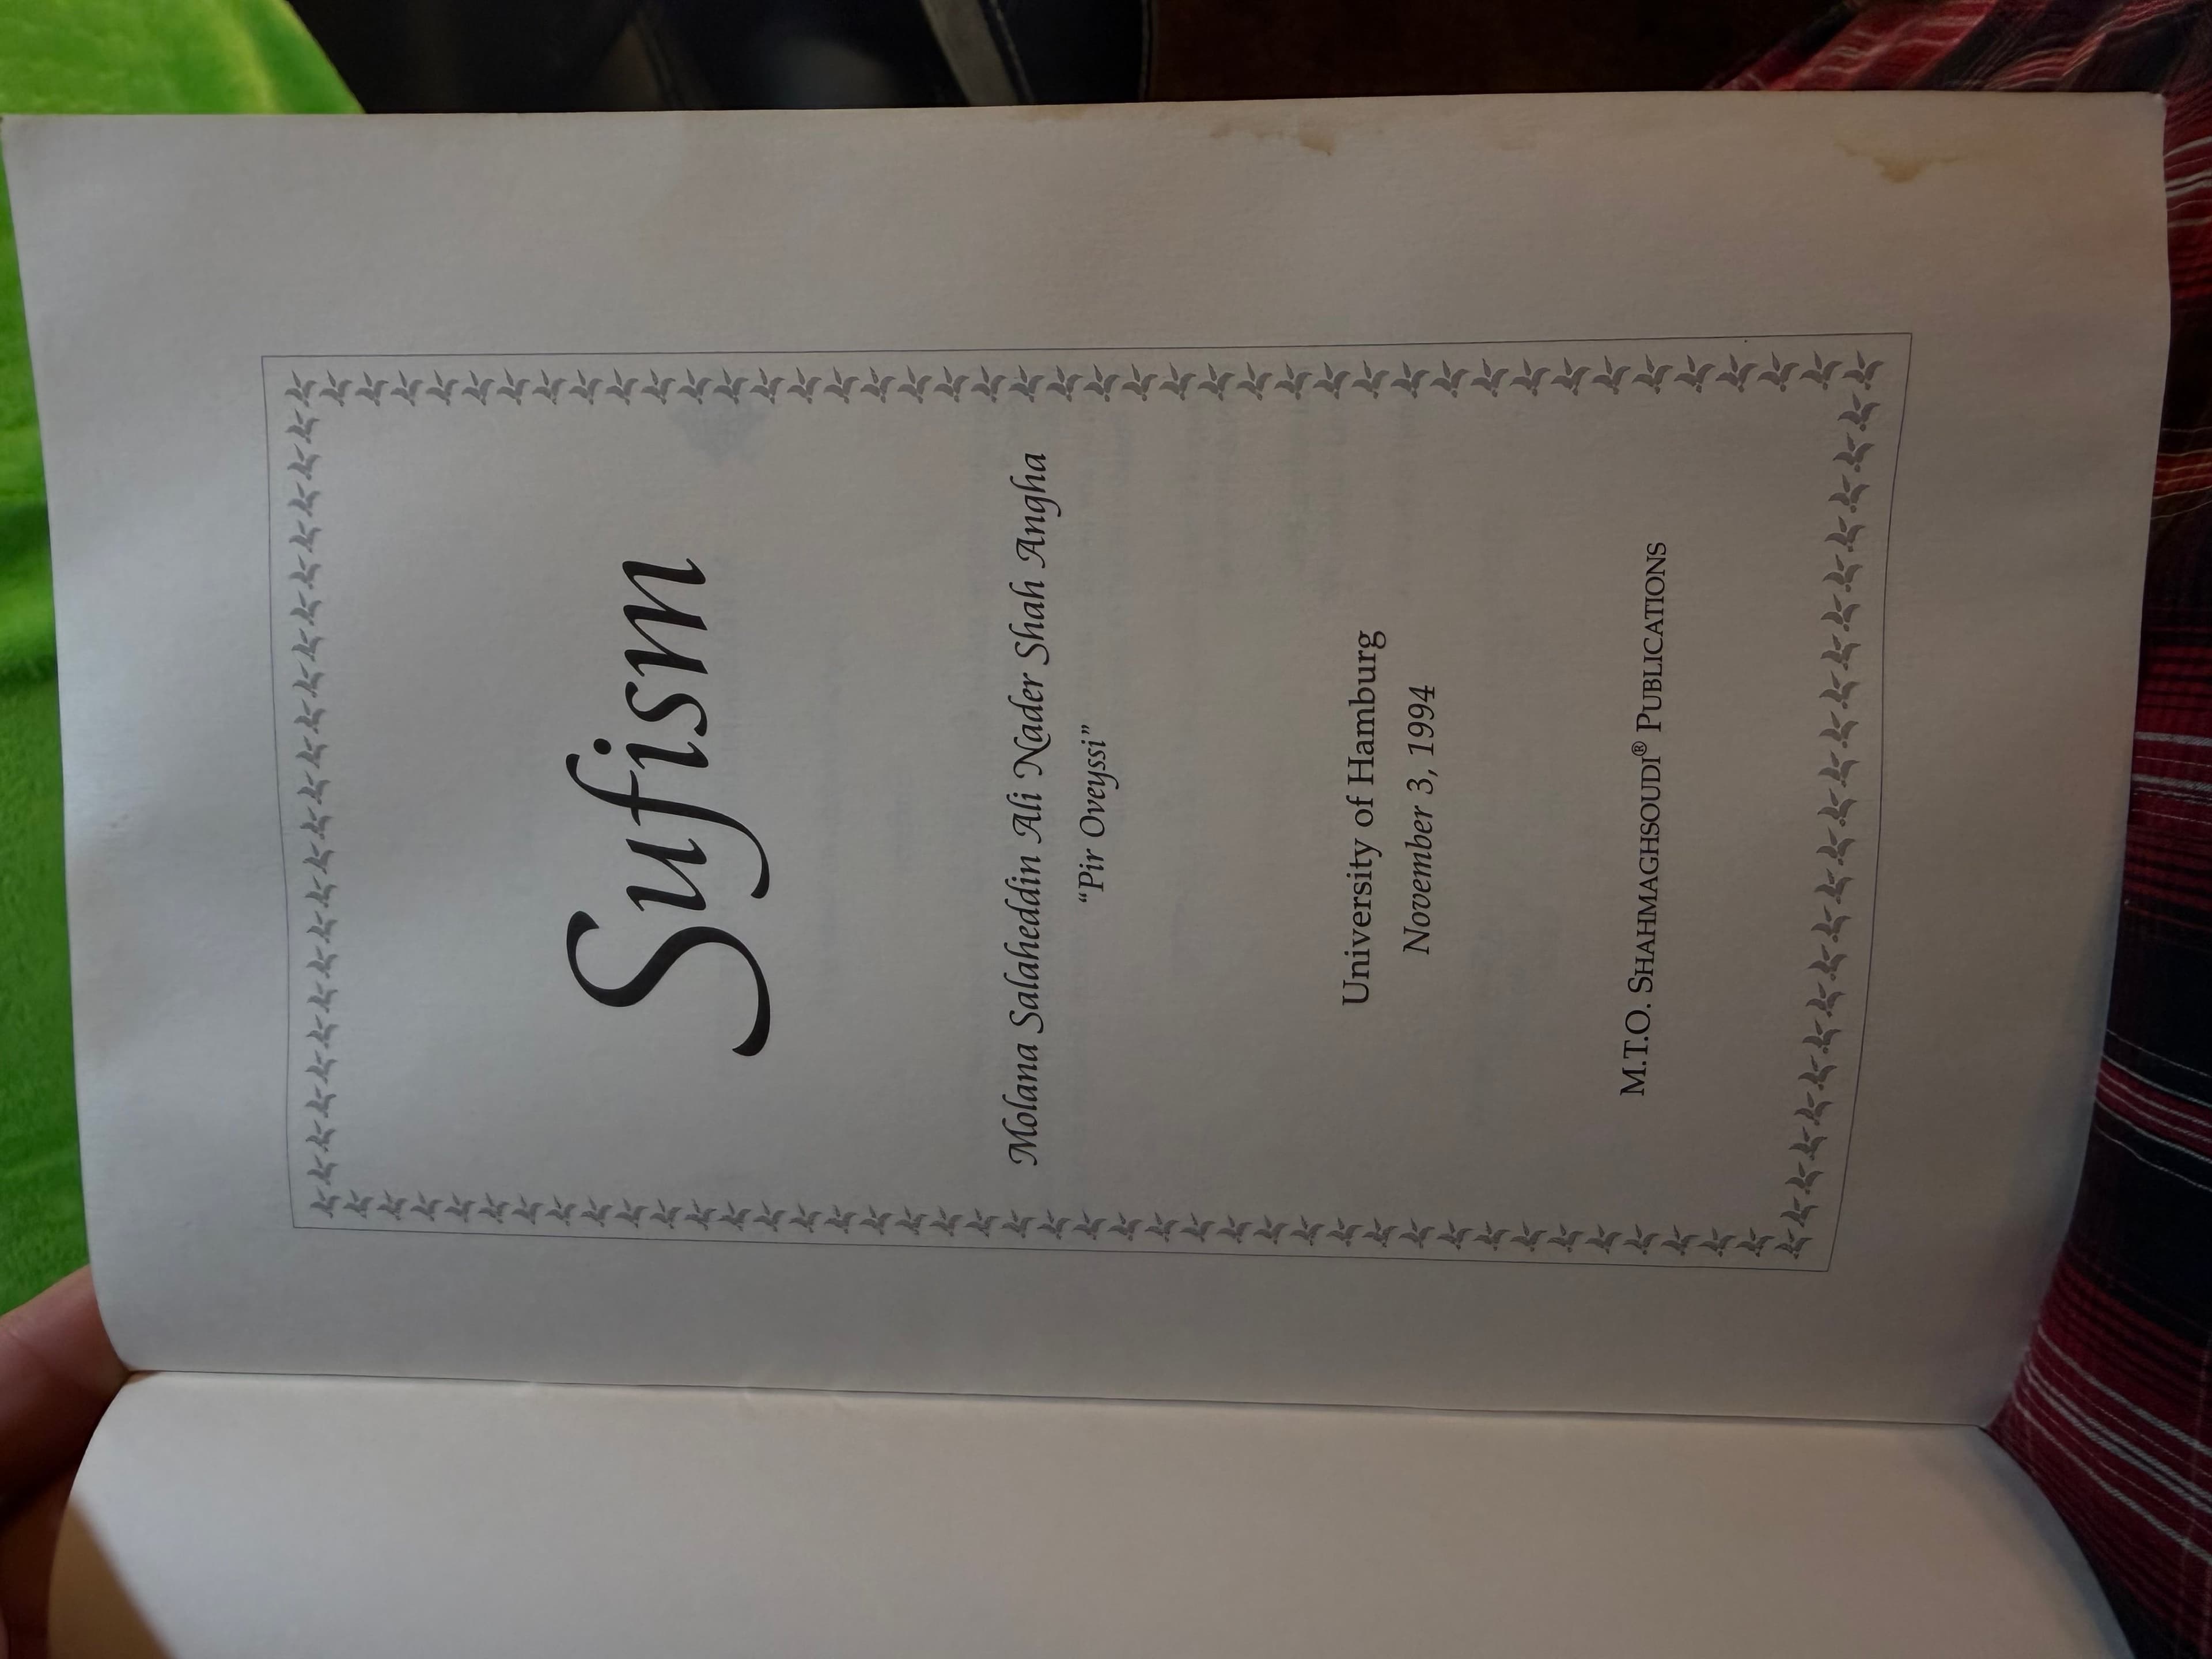 Sufism
Molana Salaheddin Ali Nader Shah Angha
“Pir Oveyssi”
University of Hamburg
November 3, 1994
M.T.O. SHAHMAGHSOUDI® PUBLICATIONS